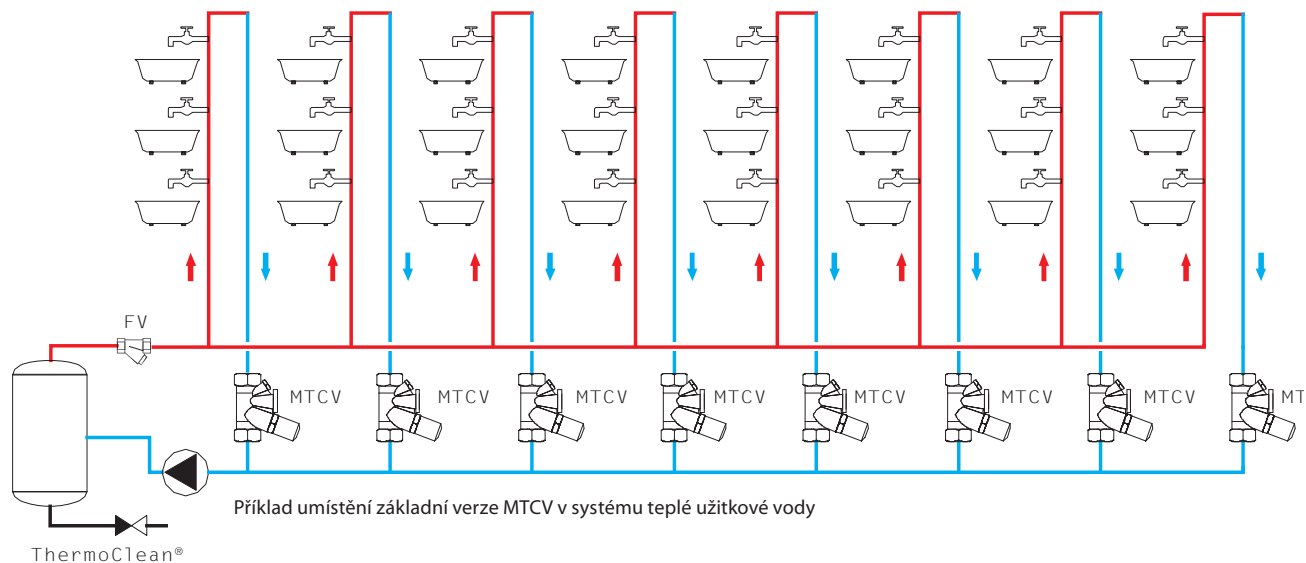 FV
MTCV MTCV MTCV MTCV MTCV MTCV MTCV MT
Příklad umístění základní verze MTCV v systému teplé užitkové vody
ThermoClean®